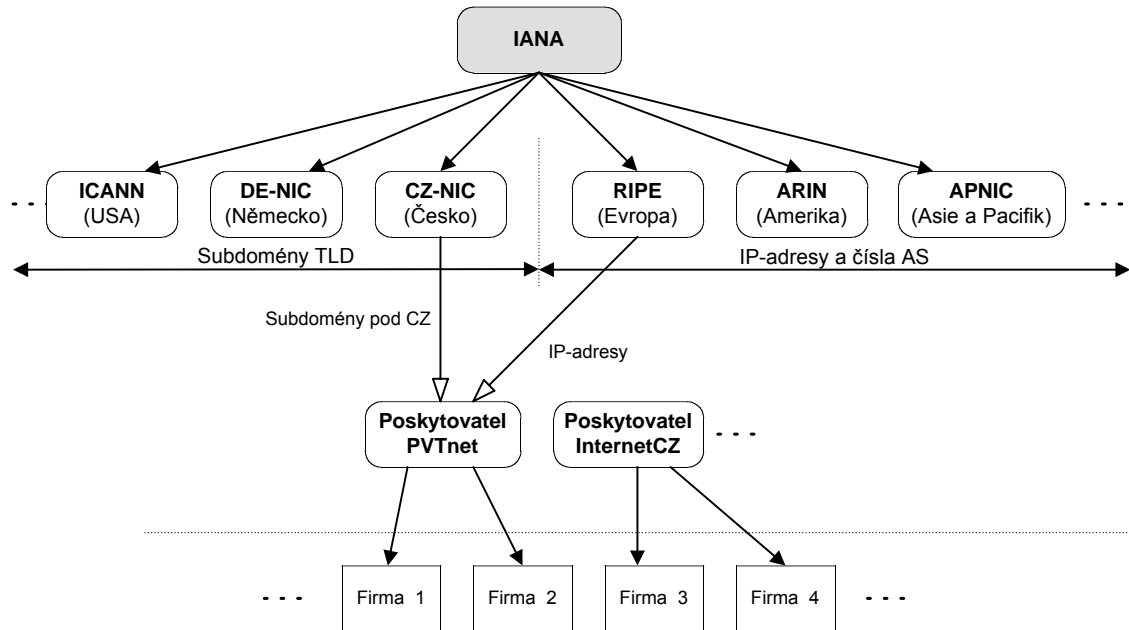 IANA
ICANN
(USA)
DE-NIC
(Německo)
CZ-NIC
(Česko)
RIPE
(Evropa)
ARIN
(Amerika)
APNIC
(Asie a Pacifik)
Subdomény TLD
IP-adresy a čísla AS
Subdomény pod CZ
IP-adresy
Poskytovatel
PVTnet
Poskytovatel
InternetCZ
Firma 1
Firma 2
Firma 3
Firma 4